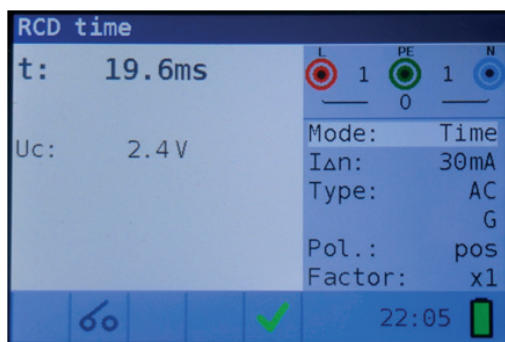 RCD time
t: 19.6ms
Uc: 2.4V
L PE N
1 1
0
Mode: Time
I∆n: 30mA
Type: AC
G
Pol.: pos
Factor: x1
22:05